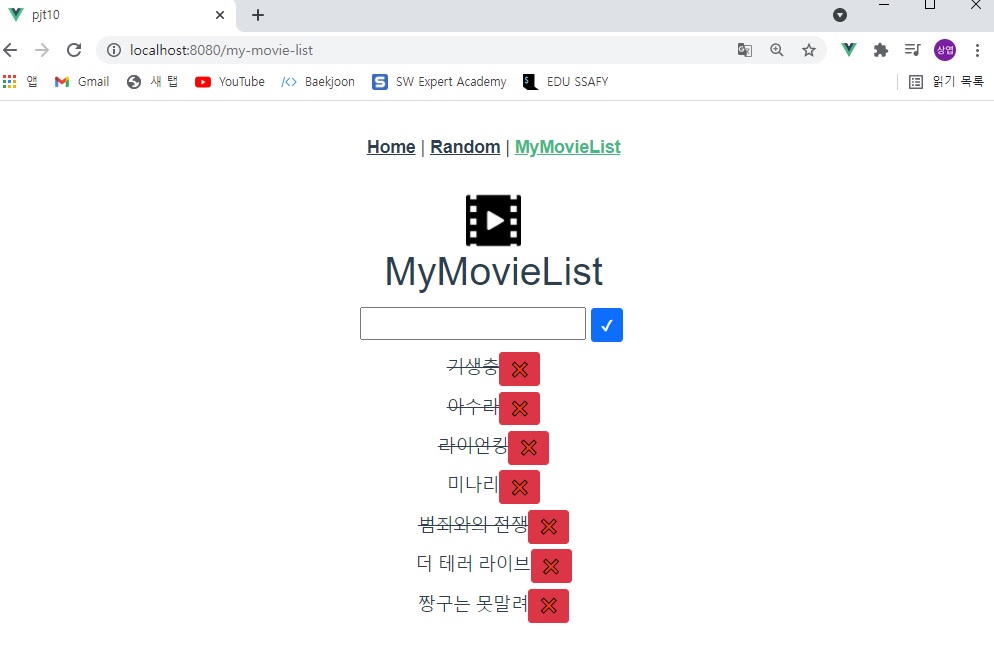 pjt10
localhost:8080/my-movie-list
상엽
앱 Gmail 새 탭 YouTube Baekjoon SW Expert Academy EDU SSAFY 읽기 목록
Home | Random | MyMovieList
MyMovieList
기생충
아수라
라이언킹
미나리
범죄와의 전쟁
더 테러 라이브
짱구는 못말려